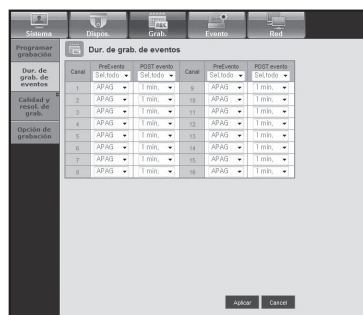 Sistema Dispos. Grab. Evento Red
REC
Programar grabación
Dur. de grab. de eventos
Calidad y resol. de grab.
Opción de grabación
Dur. de grab. de eventos
Canal PreEvento POST evento Canal PreEvento POST evento
Sel.todo Sel.todo Sel.todo Sel.todo
1 APAG 1 min, 9 APAG 1 min,
2 APAG 1 min, 10 APAG 1 min,
3 APAG 1 min, 11 APAG 1 min,
4 APAG 1 min, 12 APAG 1 min,
5 APAG 1 min, 13 APAG 1 min,
6 APAG 1 min, 14 APAG 1 min,
7 APAG 1 min, 15 APAG 1 min,
8 APAG 1 min, 16 APAG 1 min,
Aplicar Cancel